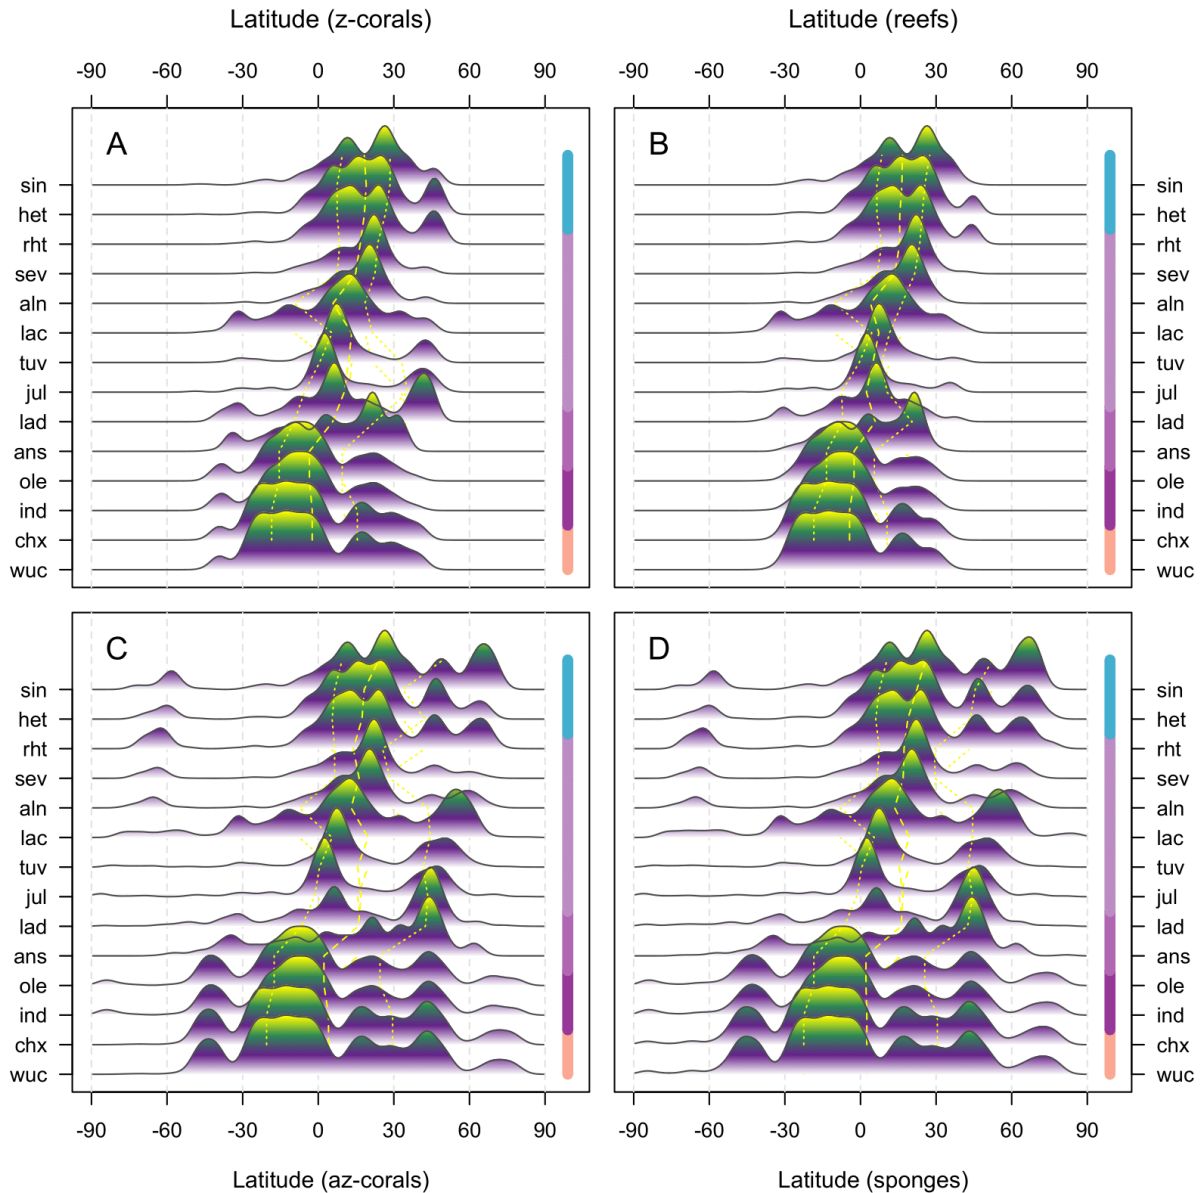 Latitude (z-corals) Latitude (reefs)
-90 -60 -30 0 30 60 90 -90 -60 -30 0 30 60 90
A B
sin sin
het het
rht rht
sev sev
aln aln
lac lac
tuv tuv
jul jul
lad lad
ans ans
ole ole
ind ind
chx chx
wuc wuc
C D
sin sin
het het
rht rht
sev sev
aln aln
lac lac
tuv tuv
jul jul
lad lad
ans ans
ole ole
ind ind
chx chx
wuc wuc
-90 -60 -30 0 30 60 90 -90 -60 -30 0 30 60 90
Latitude (az-corals) Latitude (sponges)